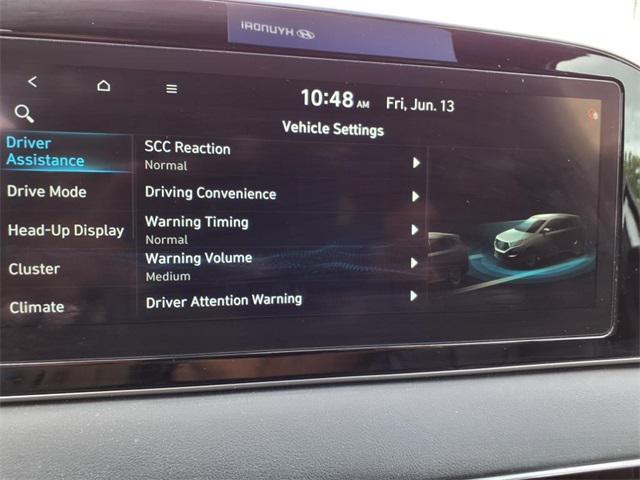 HYUNDAI
10:48 AM Fri, Jun. 13
Vehicle Settings
Driver
Assistance
Drive Mode
Head-Up Display
Cluster
Climate
SCC Reaction
Normal
Driving Convenience
Warning Timing
Normal
Warning Volume
Medium
Driver Attention Warning